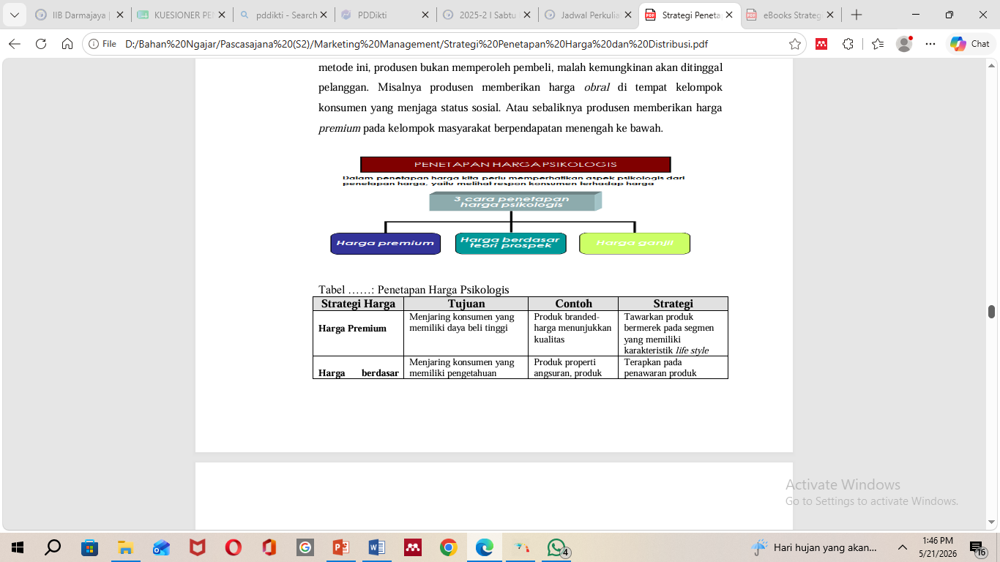 IIB Darmajaya |
KUESIONER PE
pddikti - Search
PDDikti
2025-2 I Sabtu
Jadwal Perkulia
Strategi Peneta
eBooks Strateg
File D:/Bahan%20Ngajar/Pascasajana%20(S2)/Marketing%20Management/Strategi%20Penetapan%20Harga%20dan%20Distribusi.pdf
Chat
metode ini, produsen bukan memperoleh pembeli, malah kemungkinan akan ditinggal
pelanggan. Misalnya produsen memberikan harga obral di tempat kelompok
konsumen yang menjaga status sosial. Atau sebaliknya produsen memberikan harga
premium pada kelompok masyarakat berpendapatan menengah ke bawah.
PENETAPAN HARGA PSIKOLOGIS
Dalam penetapan harga kita perlu memperhatikan aspek psikologis dari
penetapan harga, yaitu melihat respon konsumen terhadap harga
3 cara penetapan
harga psikologis
Harga premium
Harga berdasar
teori prospek
Harga ganjil
Tabel ……: Penetapan Harga Psikologis
Strategi Harga
Tujuan
Contoh
Strategi
Harga Premium
Menjaring konsumen yang
memiliki daya beli tinggi
Produk branded-
harga menunjukkan
kualitas
Tawarkan produk
bermerek pada segmen
yang memiliki
karakteristik life style
Harga berdasar
Menjaring konsumen yang
memiliki pengetahuan
Produk properti
angsuran, produk
Terapkan pada
penawaran produk
Activate Windows
Go to Settings to activate Windows.
Hari hujan yang akan...
1:46 PM
5/21/2026
4
16